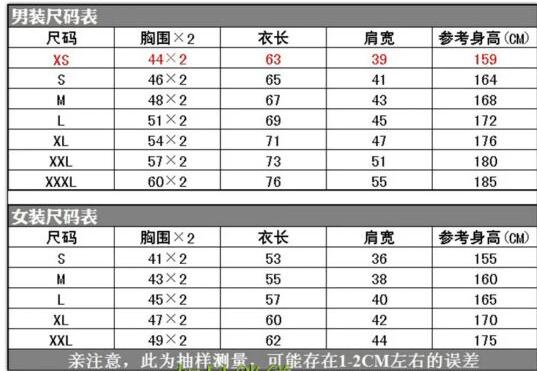 男装尺码表
尺码 胸围×2 衣长 肩宽 参考身高(CM)
XS 44×2 63 39 159
S 46×2 65 41 164
M 48×2 67 43 168
L 51×2 69 45 172
XL 54×2 71 47 176
XXL 57×2 73 51 180
XXXL 60×2 76 55 185
女装尺码表
尺码 胸围×2 衣长 肩宽 参考身高(CM)
S 41×2 53 36 155
M 43×2 55 38 160
L 45×2 57 40 165
XL 47×2 60 42 170
XXL 49×2 62 44 175
亲注意，此为抽样测量，可能存在1-2CM左右的误差